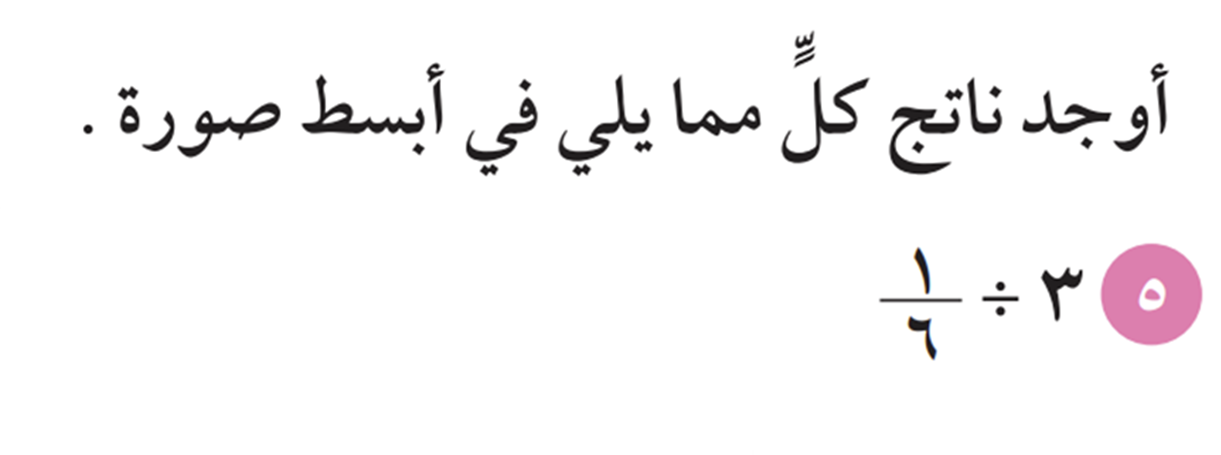 أوجد ناتج كلٍّ مما يلي في أبسط صورة .
٥ ٣ ÷ ١/٦